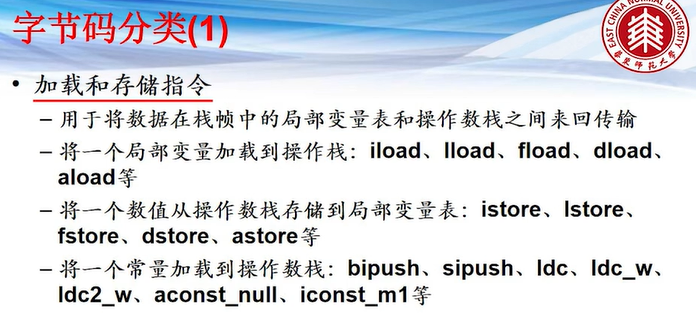 字节码分类(1)
EAST CHINA NORMAL UNIVERSITY
华东师范大学
• 加载和存储指令
– 用于将数据在栈帧中的局部变量表和操作数栈之间来回传输
– 将一个局部变量加载到操作栈：iload、lload、fload、dload、
aload等
– 将一个数值从操作数栈存储到局部变量表：istore、lstore、
fstore、dstore、astore等
– 将一个常量加载到操作数栈：bipush、sipush、ldc、ldc_w、
ldc2_w、aconst_null、iconst_m1等